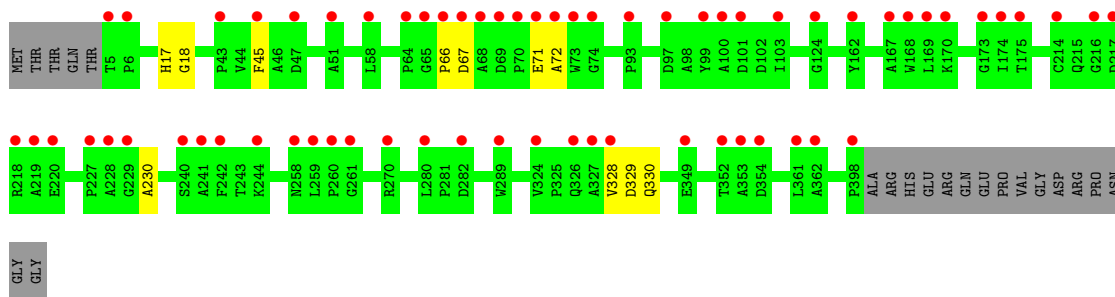 MET THR THR GLN THR T5 P6 H17 G18 P43 V44 F45 A46 D47 A51 L58 P64 G65 P66 D67 A68 D69 P70 E71 A72 W73 G74 P93 D97 A98 Y99 A100 D101 D102 I103 G124 Y162 A167 W168 L169 K170 G173 I174 T175 C214 Q215 G216 D217
R218 A219 E220 P227 A228 G229 A230 S240 A241 F242 T243 K244 N258 L259 P260 G261 R270 L280 P281 D282 W289 V324 P325 Q326 A327 V328 D329 Q330 E349 T352 A353 D354 L361 A362 P398 ALA ARG HIS GLU ARG GLN GLU PRO VAL GLY ASP ARG PRO ASN
GLY GLY